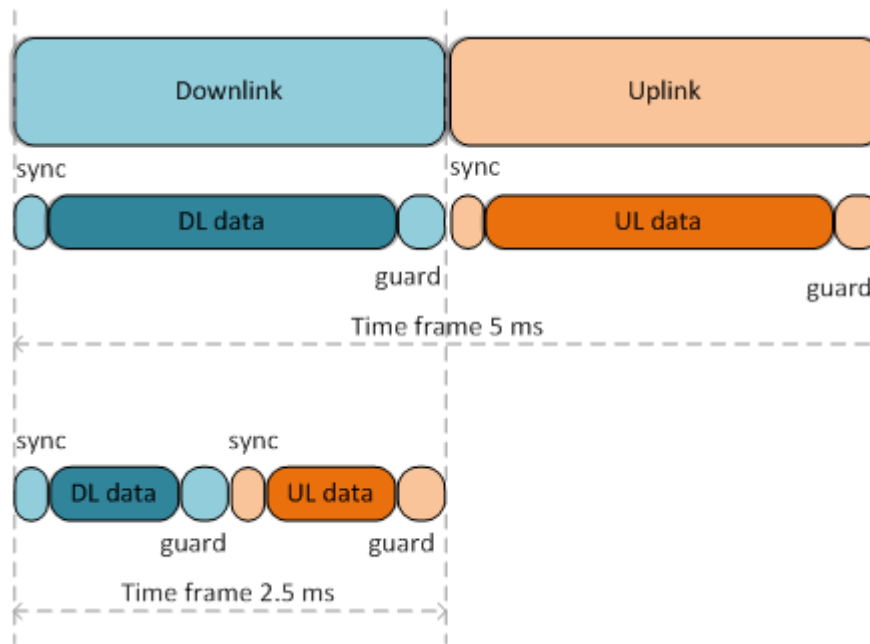 Downlink
Uplink
sync
sync
DL data
UL data
guard
guard
Time frame 5 ms
sync
sync
DL data
UL data
guard
guard
Time frame 2.5 ms